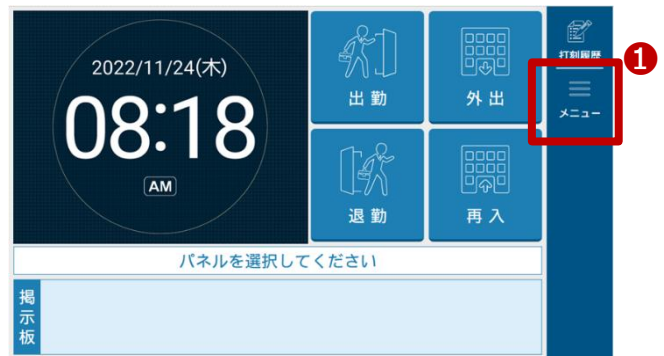 2022/11/24(木)
08:18
AM
出勤
外出
退勤
再入
打刻履歴
メニュー
1
パネルを選択してください
掲示板